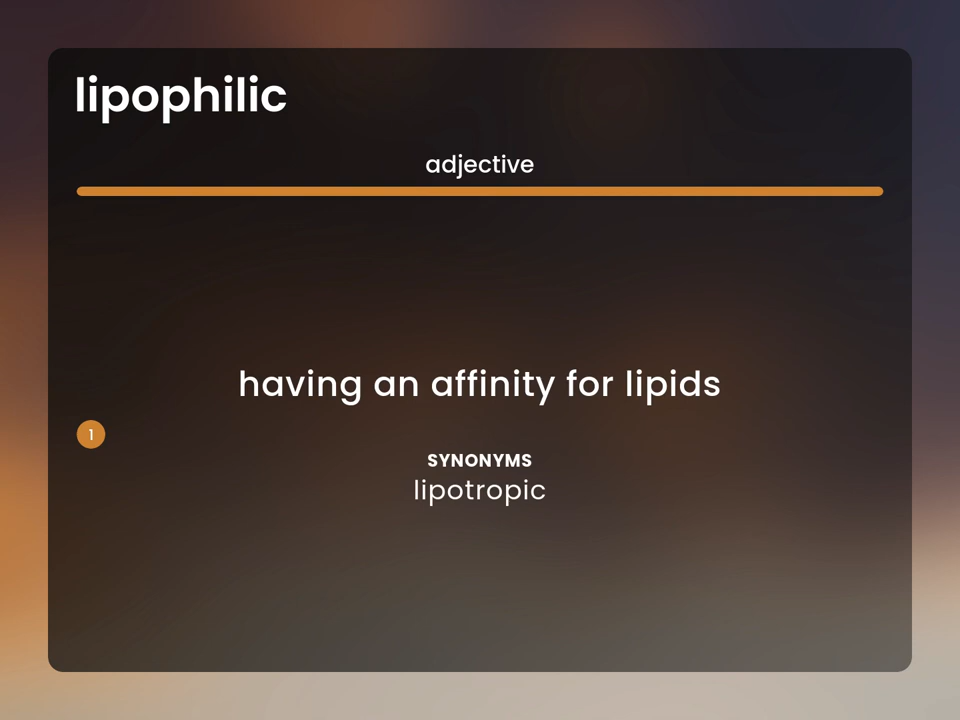 lipophilic
adjective
having an affinity for lipids
1
SYNONYMS
lipotropic